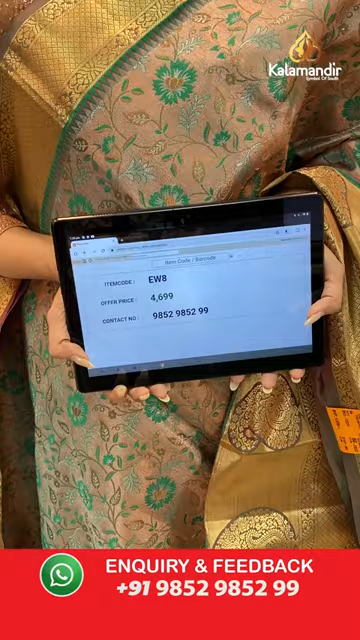 Kalamandir
Symbol Of South
Item Code / Barcode
ITEMCODE : EW8
OFFER PRICE : 4,699
CONTACT NO : 9852 9852 99
ENQUIRY & FEEDBACK
+91 9852 9852 99